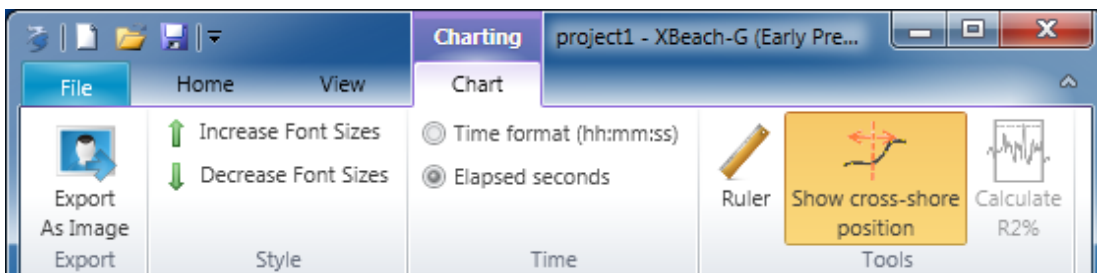 Charting
project1 - XBeach-G (Early Pre...
File
Home
View
Chart
Export
As Image
Export
Increase Font Sizes
Decrease Font Sizes
Style
Time format (hh:mm:ss)
Elapsed seconds
Time
Ruler
Show cross-shore
position
Calculate
R2%
Tools